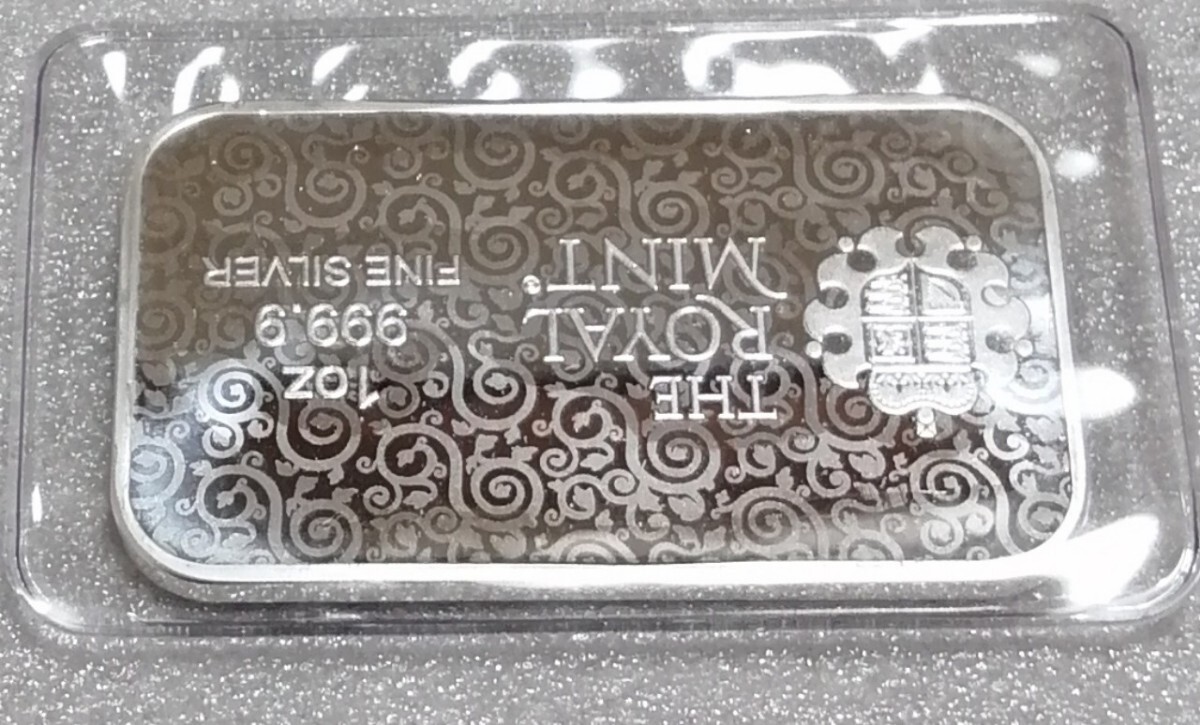 THE
ROYAL
MINT®
1oz
999.9
FINE SILVER